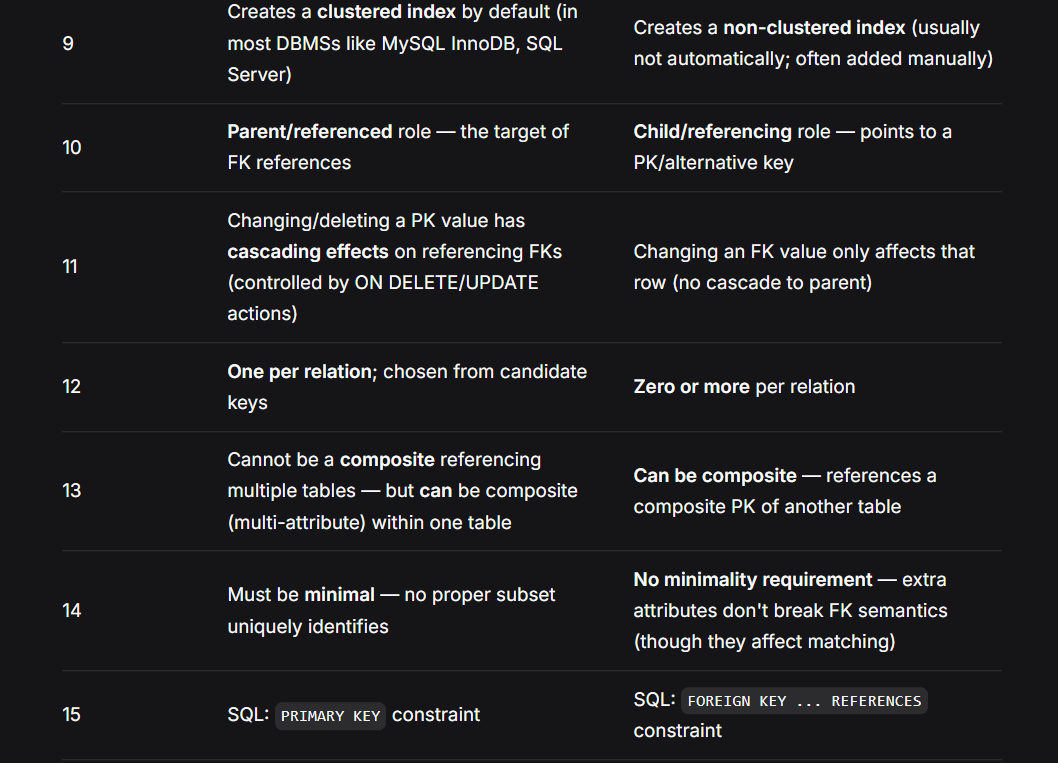 9
Creates a clustered index by default (in
most DBMSs like MySQL InnoDB, SQL
Server)
Creates a non-clustered index (usually
not automatically; often added manually)
10
Parent/referenced role — the target of
FK references
Child/referencing role — points to a
PK/alternative key
11
Changing/deleting a PK value has
cascading effects on referencing FKs
(controlled by ON DELETE/UPDATE
actions)
Changing an FK value only affects that
row (no cascade to parent)
12
One per relation; chosen from candidate
keys
Zero or more per relation
13
Cannot be a composite referencing
multiple tables — but can be composite
(multi-attribute) within one table
Can be composite — references a
composite PK of another table
14
Must be minimal — no proper subset
uniquely identifies
No minimality requirement — extra
attributes don't break FK semantics
(though they affect matching)
15
SQL: PRIMARY KEY constraint
SQL: FOREIGN KEY ... REFERENCES
constraint